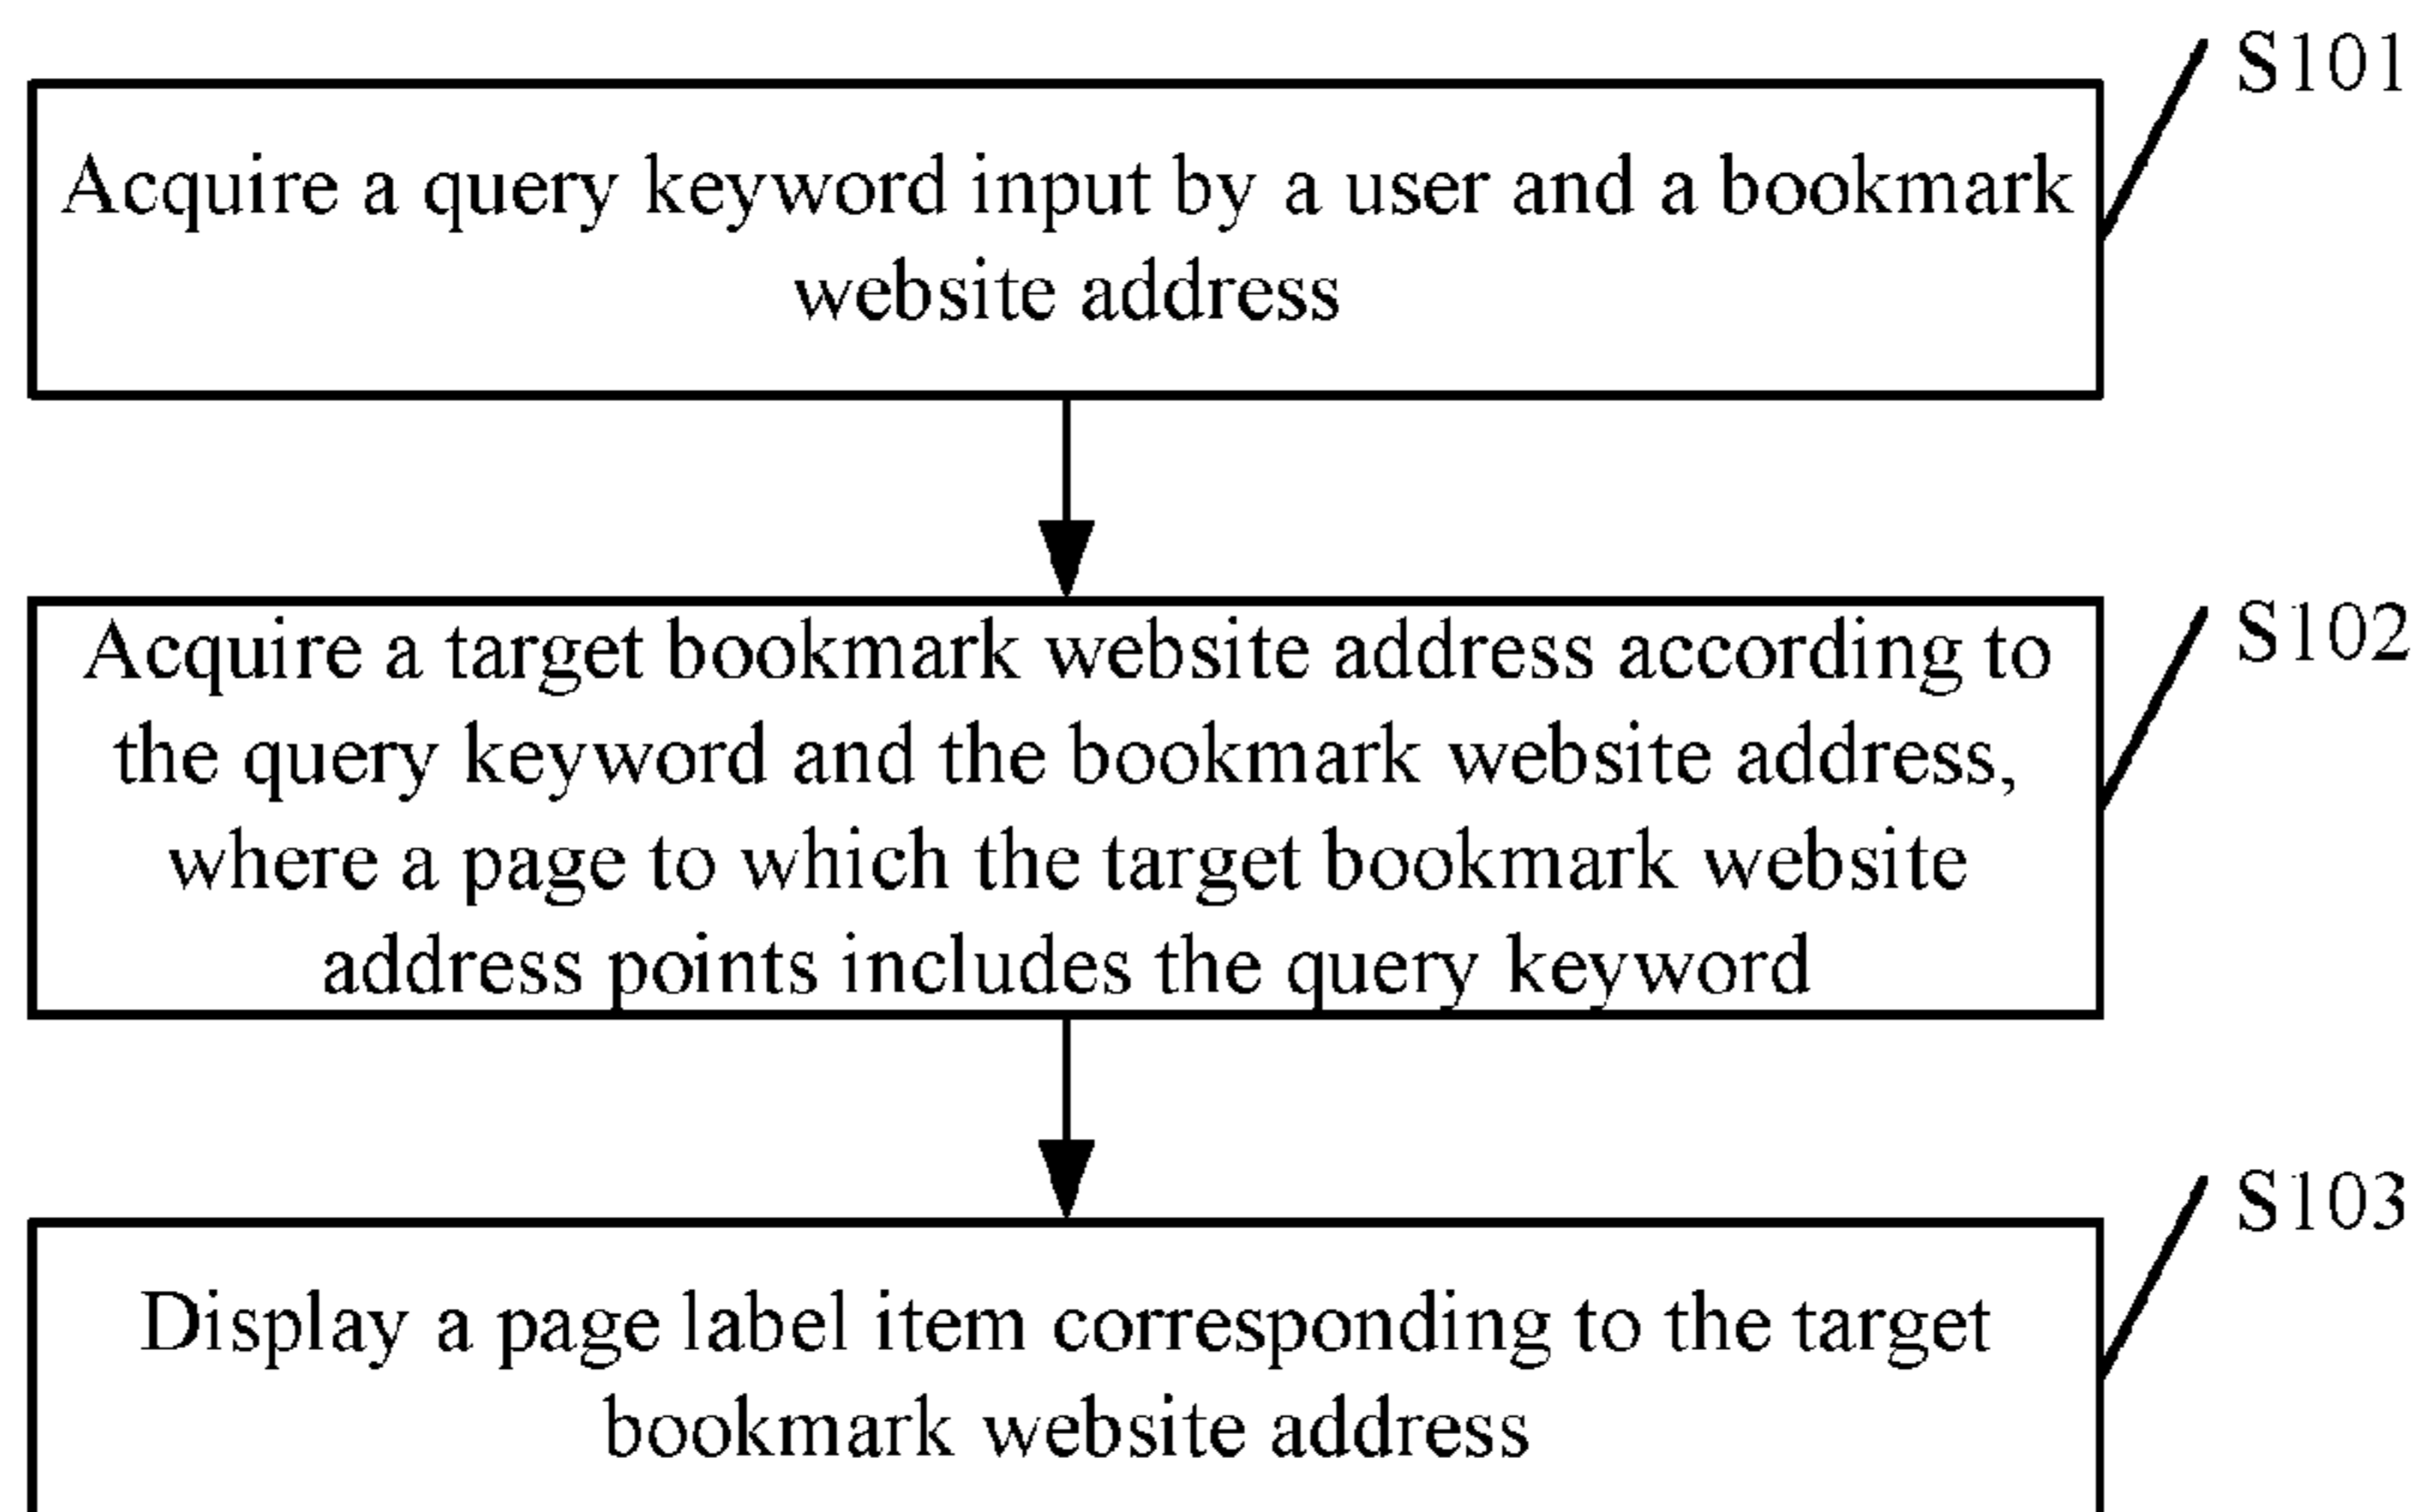 S101
Acquire a query keyword input by a user and a bookmark
website address
S102
Acquire a target bookmark website address according to
the query keyword and the bookmark website address,
where a page to which the target bookmark website
address points includes the query keyword
S103
Display a page label item corresponding to the target
bookmark website address